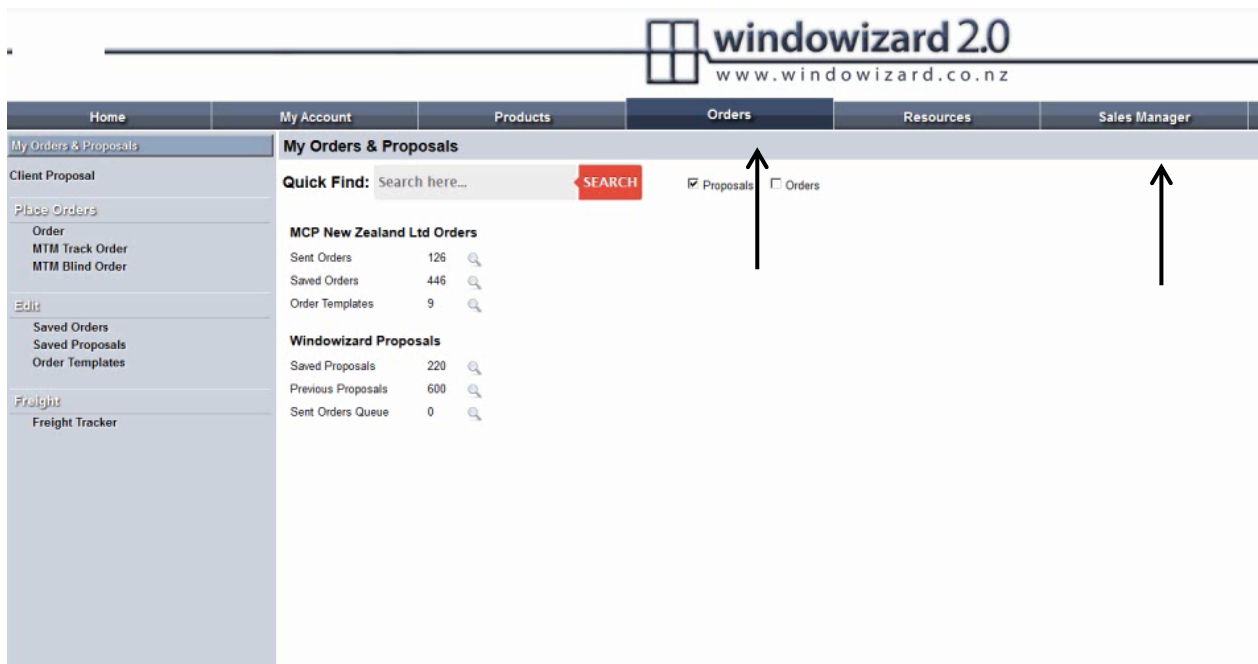 windowizard 2.0
www.windowizard.co.nz
Home My Account Products Orders Resources Sales Manager
My Orders & Proposals
Client Proposal
Place Orders
Order
MTM Track Order
MTM Blind Order
Edit
Saved Orders
Saved Proposals
Order Templates
Freight
Freight Tracker
My Orders & Proposals
Quick Find: Search here... SEARCH Proposals Orders
MCP New Zealand Ltd Orders
Sent Orders 126
Saved Orders 446
Order Templates 9
Windowizard Proposals
Saved Proposals 220
Previous Proposals 600
Sent Orders Queue 0